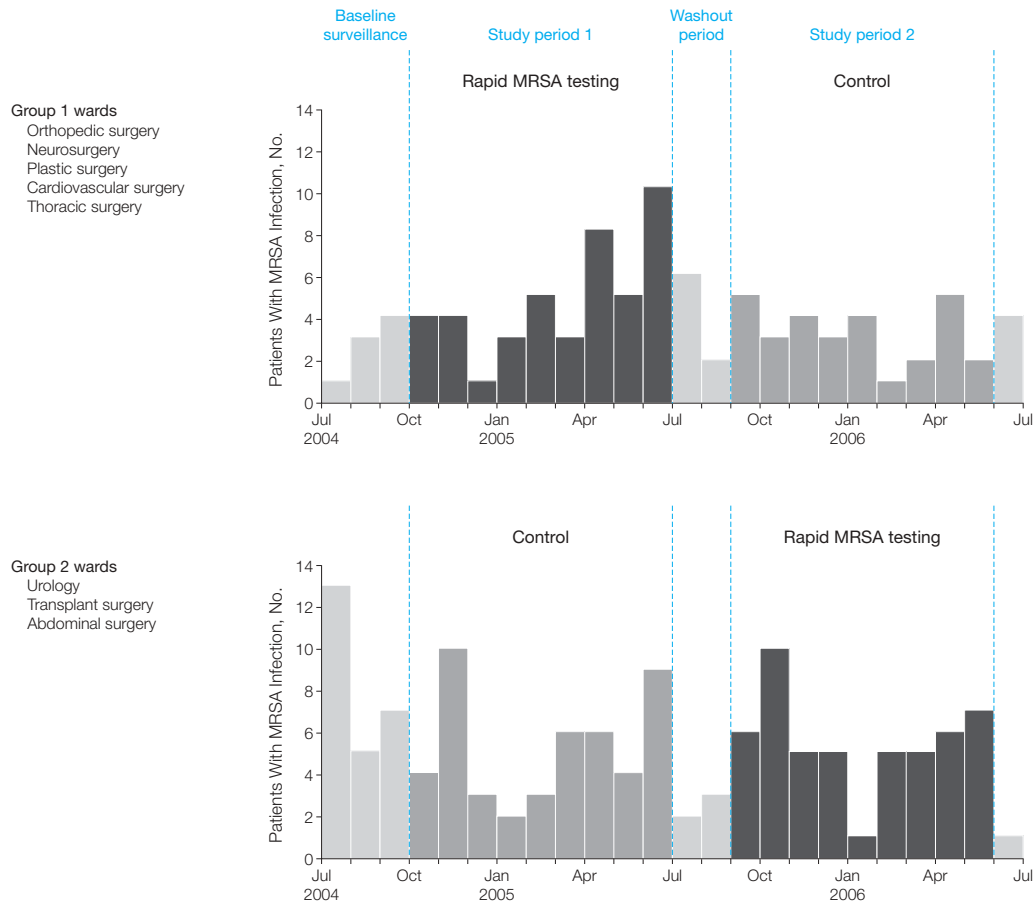 Baseline
surveillance
Study period 1
Washout
period
Study period 2
Rapid MRSA testing
Control
Group 1 wards
Orthopedic surgery
Neurosurgery
Plastic surgery
Cardiovascular surgery
Thoracic surgery
Patients With MRSA Infection, No.
14
12
10
8
6
4
2
0
Jul Oct Jan Apr Jul Oct Jan Apr Jul
2004 2005 2006
Control
Rapid MRSA testing
Group 2 wards
Urology
Transplant surgery
Abdominal surgery
Patients With MRSA Infection, No.
14
12
10
8
6
4
2
0
Jul Oct Jan Apr Jul Oct Jan Apr Jul
2004 2005 2006